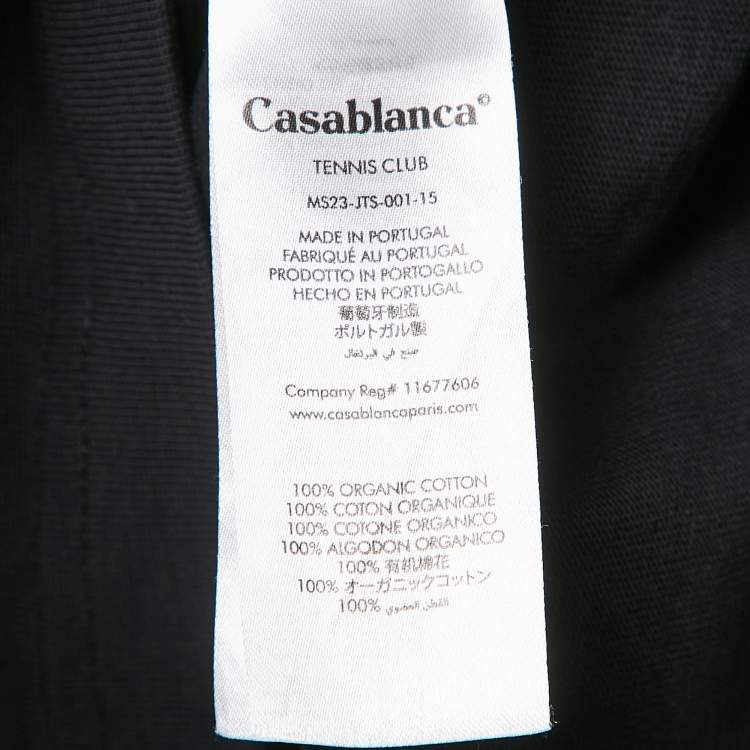 Casablanca©
TENNIS CLUB
MS23-JTS-001-15
MADE IN PORTUGAL
FABRIQUÉ AU PORTUGAL
PRODOTTO IN PORTOGALLO
HECHO EN PORTUGAL
葡萄牙制造
ポルトガル製
صنع في البرتغال
Company Reg# 11677606
www.casablancaparis.com
100% ORGANIC COTTON
100% COTON ORGANIQUE
100% COTONE ORGANICO
100% ALGODON ORGANICO
100% 有机棉花
100% オーガニックコットン
100% القطن العضوي